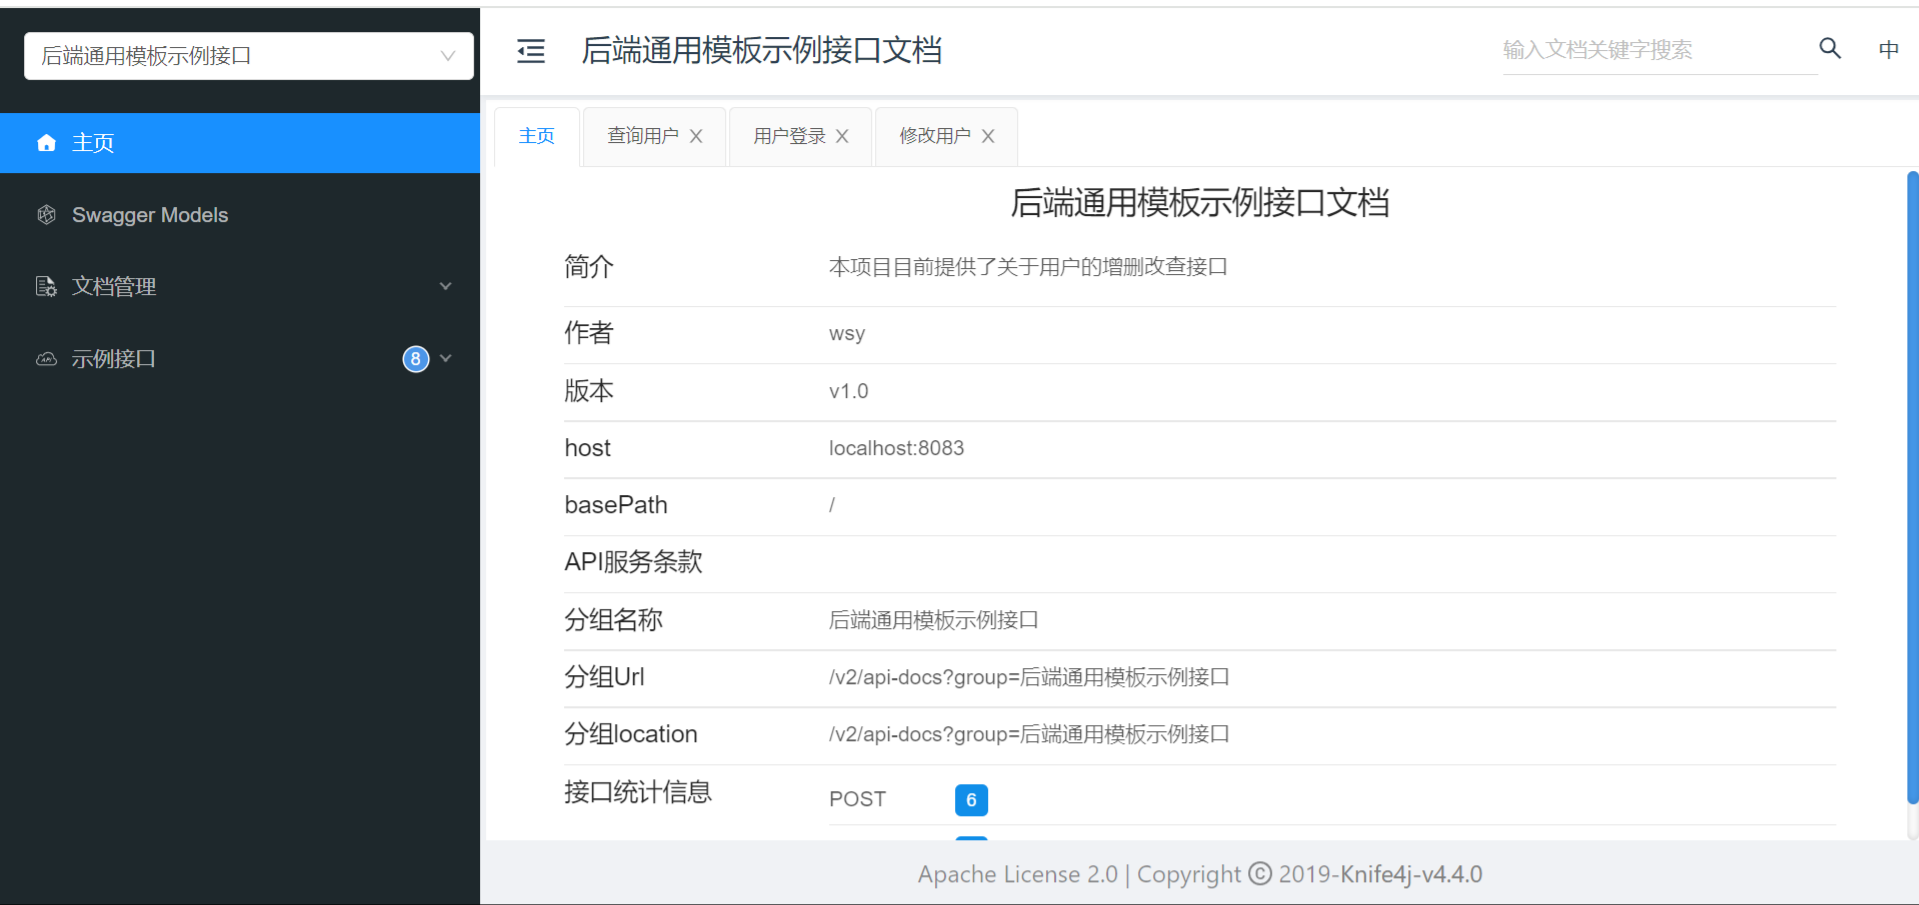 后端通用模板示例接口
主页
Swagger Models
文档管理
示例接口 8
后端通用模板示例接口文档
输入文档关键字搜索
中
主页 查询用户 用户登录 修改用户
后端通用模板示例接口文档
简介 本项目目前提供了关于用户的增删改查接口
作者 wsy
版本 v1.0
host localhost:8083
basePath /
API服务条款
分组名称 后端通用模板示例接口
分组Url /v2/api-docs?group=后端通用模板示例接口
分组location /v2/api-docs?group=后端通用模板示例接口
接口统计信息 POST 6
Apache License 2.0 | Copyright © 2019-Knife4j-v4.4.0